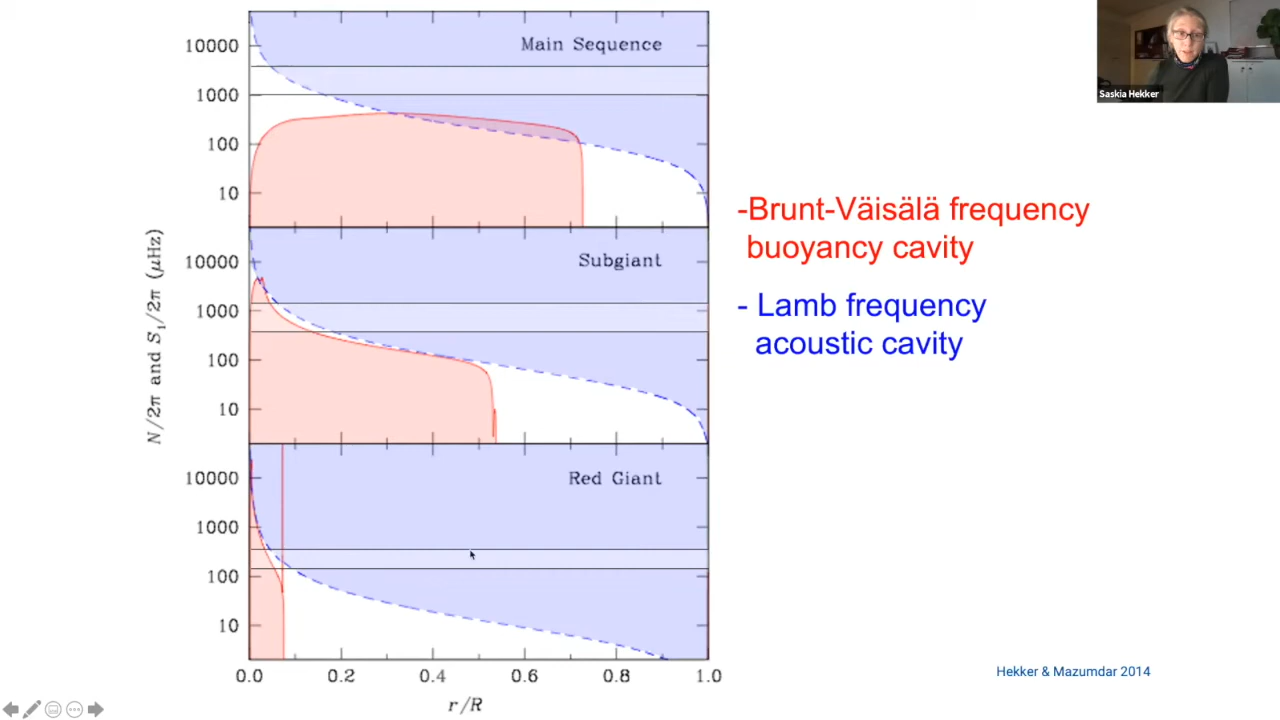 Main Sequence
10000
1000
100
10
Subgiant
10000
1000
100
10
Red Giant
10000
1000
100
10
0.0 0.2 0.4 0.6 0.8 1.0
r/R
N/2π and S₁/2π (μHz)
-Brunt-Väisälä frequency
buoyancy cavity
- Lamb frequency
acoustic cavity
Hekker & Mazumdar 2014
Saskia Hekker